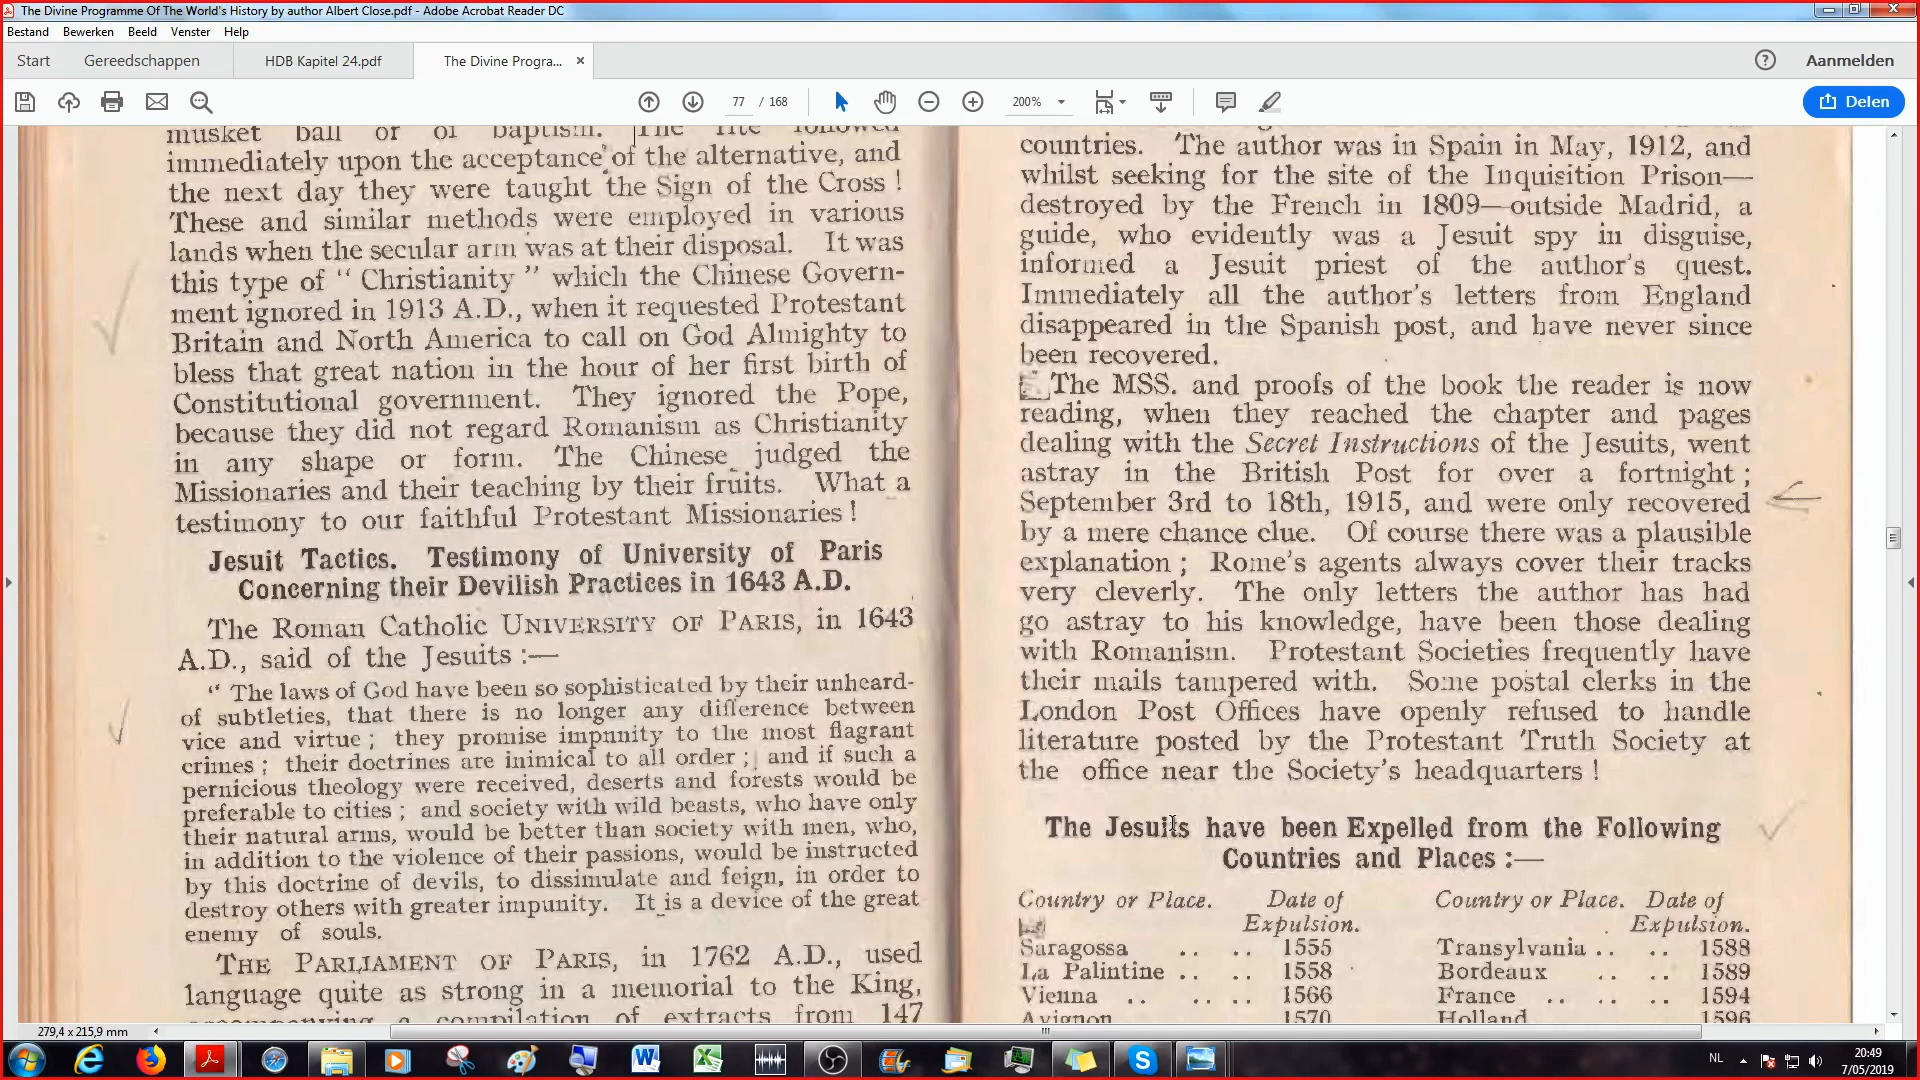 The Divine Programme Of The World's History by author Albert Close.pdf - Adobe Acrobat Reader DC
Bestand Bewerken Beeld Venster Help
Start Gereedschappen HDB Kapitel 24.pdf The Divine Progra... × Aanmelden
77 / 168 200% Delen
musket ball or of baptism. The rite followed
immediately upon the acceptance of the alternative, and
the next day they were taught the Sign of the Cross !
These and similar methods were employed in various
lands when the secular arm was at their disposal. It was
this type of “ Christianity ” which the Chinese Govern-
ment ignored in 1913 A.D., when it requested Protestant
Britain and North America to call on God Almighty to
bless that great nation in the hour of her first birth of
Constitutional government. They ignored the Pope,
because they did not regard Romanism as Christianity
in any shape or form. The Chinese judged the
Missionaries and their teaching by their fruits. What a
testimony to our faithful Protestant Missionaries !
Jesuit Tactics. Testimony of University of Paris
Concerning their Devilish Practices in 1643 A.D.
The Roman Catholic UNIVERSITY OF PARIS, in 1643
A.D., said of the Jesuits :—
“ The laws of God have been so sophisticated by their unheard-
of subtleties, that there is no longer any difference between
vice and virtue ; they promise impunity to the most flagrant
crimes ; their doctrines are inimical to all order ; and if such a
pernicious theology were received, deserts and forests would be
preferable to cities ; and society with wild beasts, who have only
their natural arms, would be better than society with men, who,
in addition to the violence of their passions, would be instructed
by this doctrine of devils, to dissimulate and feign, in order to
destroy others with greater impunity. It is a device of the great
enemy of souls.
THE PARLIAMENT OF PARIS, in 1762 A.D., used
language quite as strong in a memorial to the King,
accompanying a compilation of extracts from 147
countries. The author was in Spain in May, 1912, and
whilst seeking for the site of the Inquisition Prison—
destroyed by the French in 1809—outside Madrid, a
guide, who evidently was a Jesuit spy in disguise,
informed a Jesuit priest of the author's quest.
Immediately all the author's letters from England
disappeared in the Spanish post, and have never since
been recovered.
The MSS. and proofs of the book the reader is now
reading, when they reached the chapter and pages
dealing with the Secret Instructions of the Jesuits, went
astray in the British Post for over a fortnight ;
September 3rd to 18th, 1915, and were only recovered
by a mere chance clue. Of course there was a plausible
explanation ; Rome's agents always cover their tracks
very cleverly. The only letters the author has had
go astray to his knowledge, have been those dealing
with Romanism. Protestant Societies frequently have
their mails tampered with. Some postal clerks in the
London Post Offices have openly refused to handle
literature posted by the Protestant Truth Society at
the office near the Society's headquarters !
The Jesuits have been Expelled from the Following
Countries and Places :—
Country or Place. Date of Country or Place. Date of
Expulsion. Expulsion.
Saragossa .. .. 1555 Transylvania .. .. 1588
La Palintine .. .. 1558 Bordeaux .. .. 1589
Vienna .. .. .. 1566 France .. .. .. 1594
Avignon 1570 Holland 1596
279,4 x 215,9 mm
NL
20:49
7/05/2019